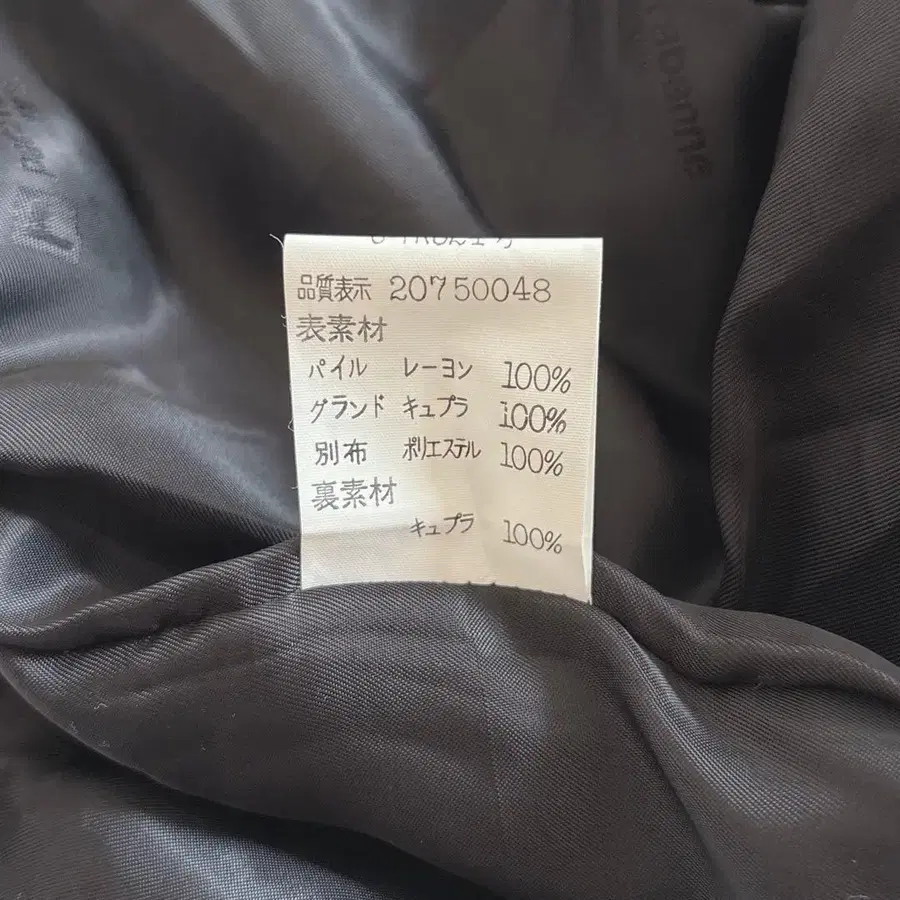 品質表示 20750048
表素材
パイル レーヨン 100%
グランド キュプラ 100%
別布 ポリエステル 100%
裏素材
キュプラ 100%